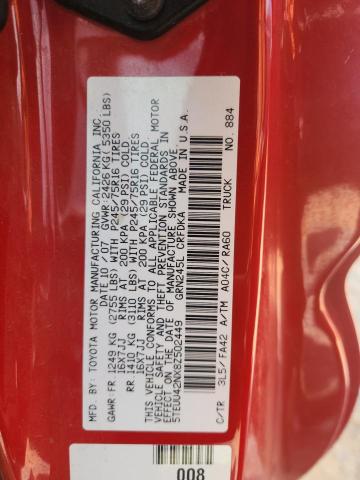 BY: TOYOTA MOTOR MANUFACTURING CALIFORNIA, INC.
DATE 10 / 07 GVWR: 2426 KG ( 5350 LBS)
GAWR: FR 1249 KG (2755 LBS) WITH P245/75R16 TIRES
16X7JJ RIMS AT 200 KPA (29 PSI) COLD
RR 1410 KG (3110 LBS) WITH P245/75R16 TIRES
16X7JJ RIMS AT 200 KPA (29 PSI) COLD
THIS VEHICLE CONFORMS TO ALL APPLICABLE FEDERAL MOTOR
VEHICLE SAFETY AND THEFT PREVENTION STANDARDS IN
EFFECT ON THE DATE OF MANUFACTURE SHOWN ABOVE.
5TEUU42NX8Z502449 GRN245L CRFDKA MADE IN U.S.A.
C/TR 3L5/FA42 A/TM A04C/RA60 TRUCK NO. 884
008